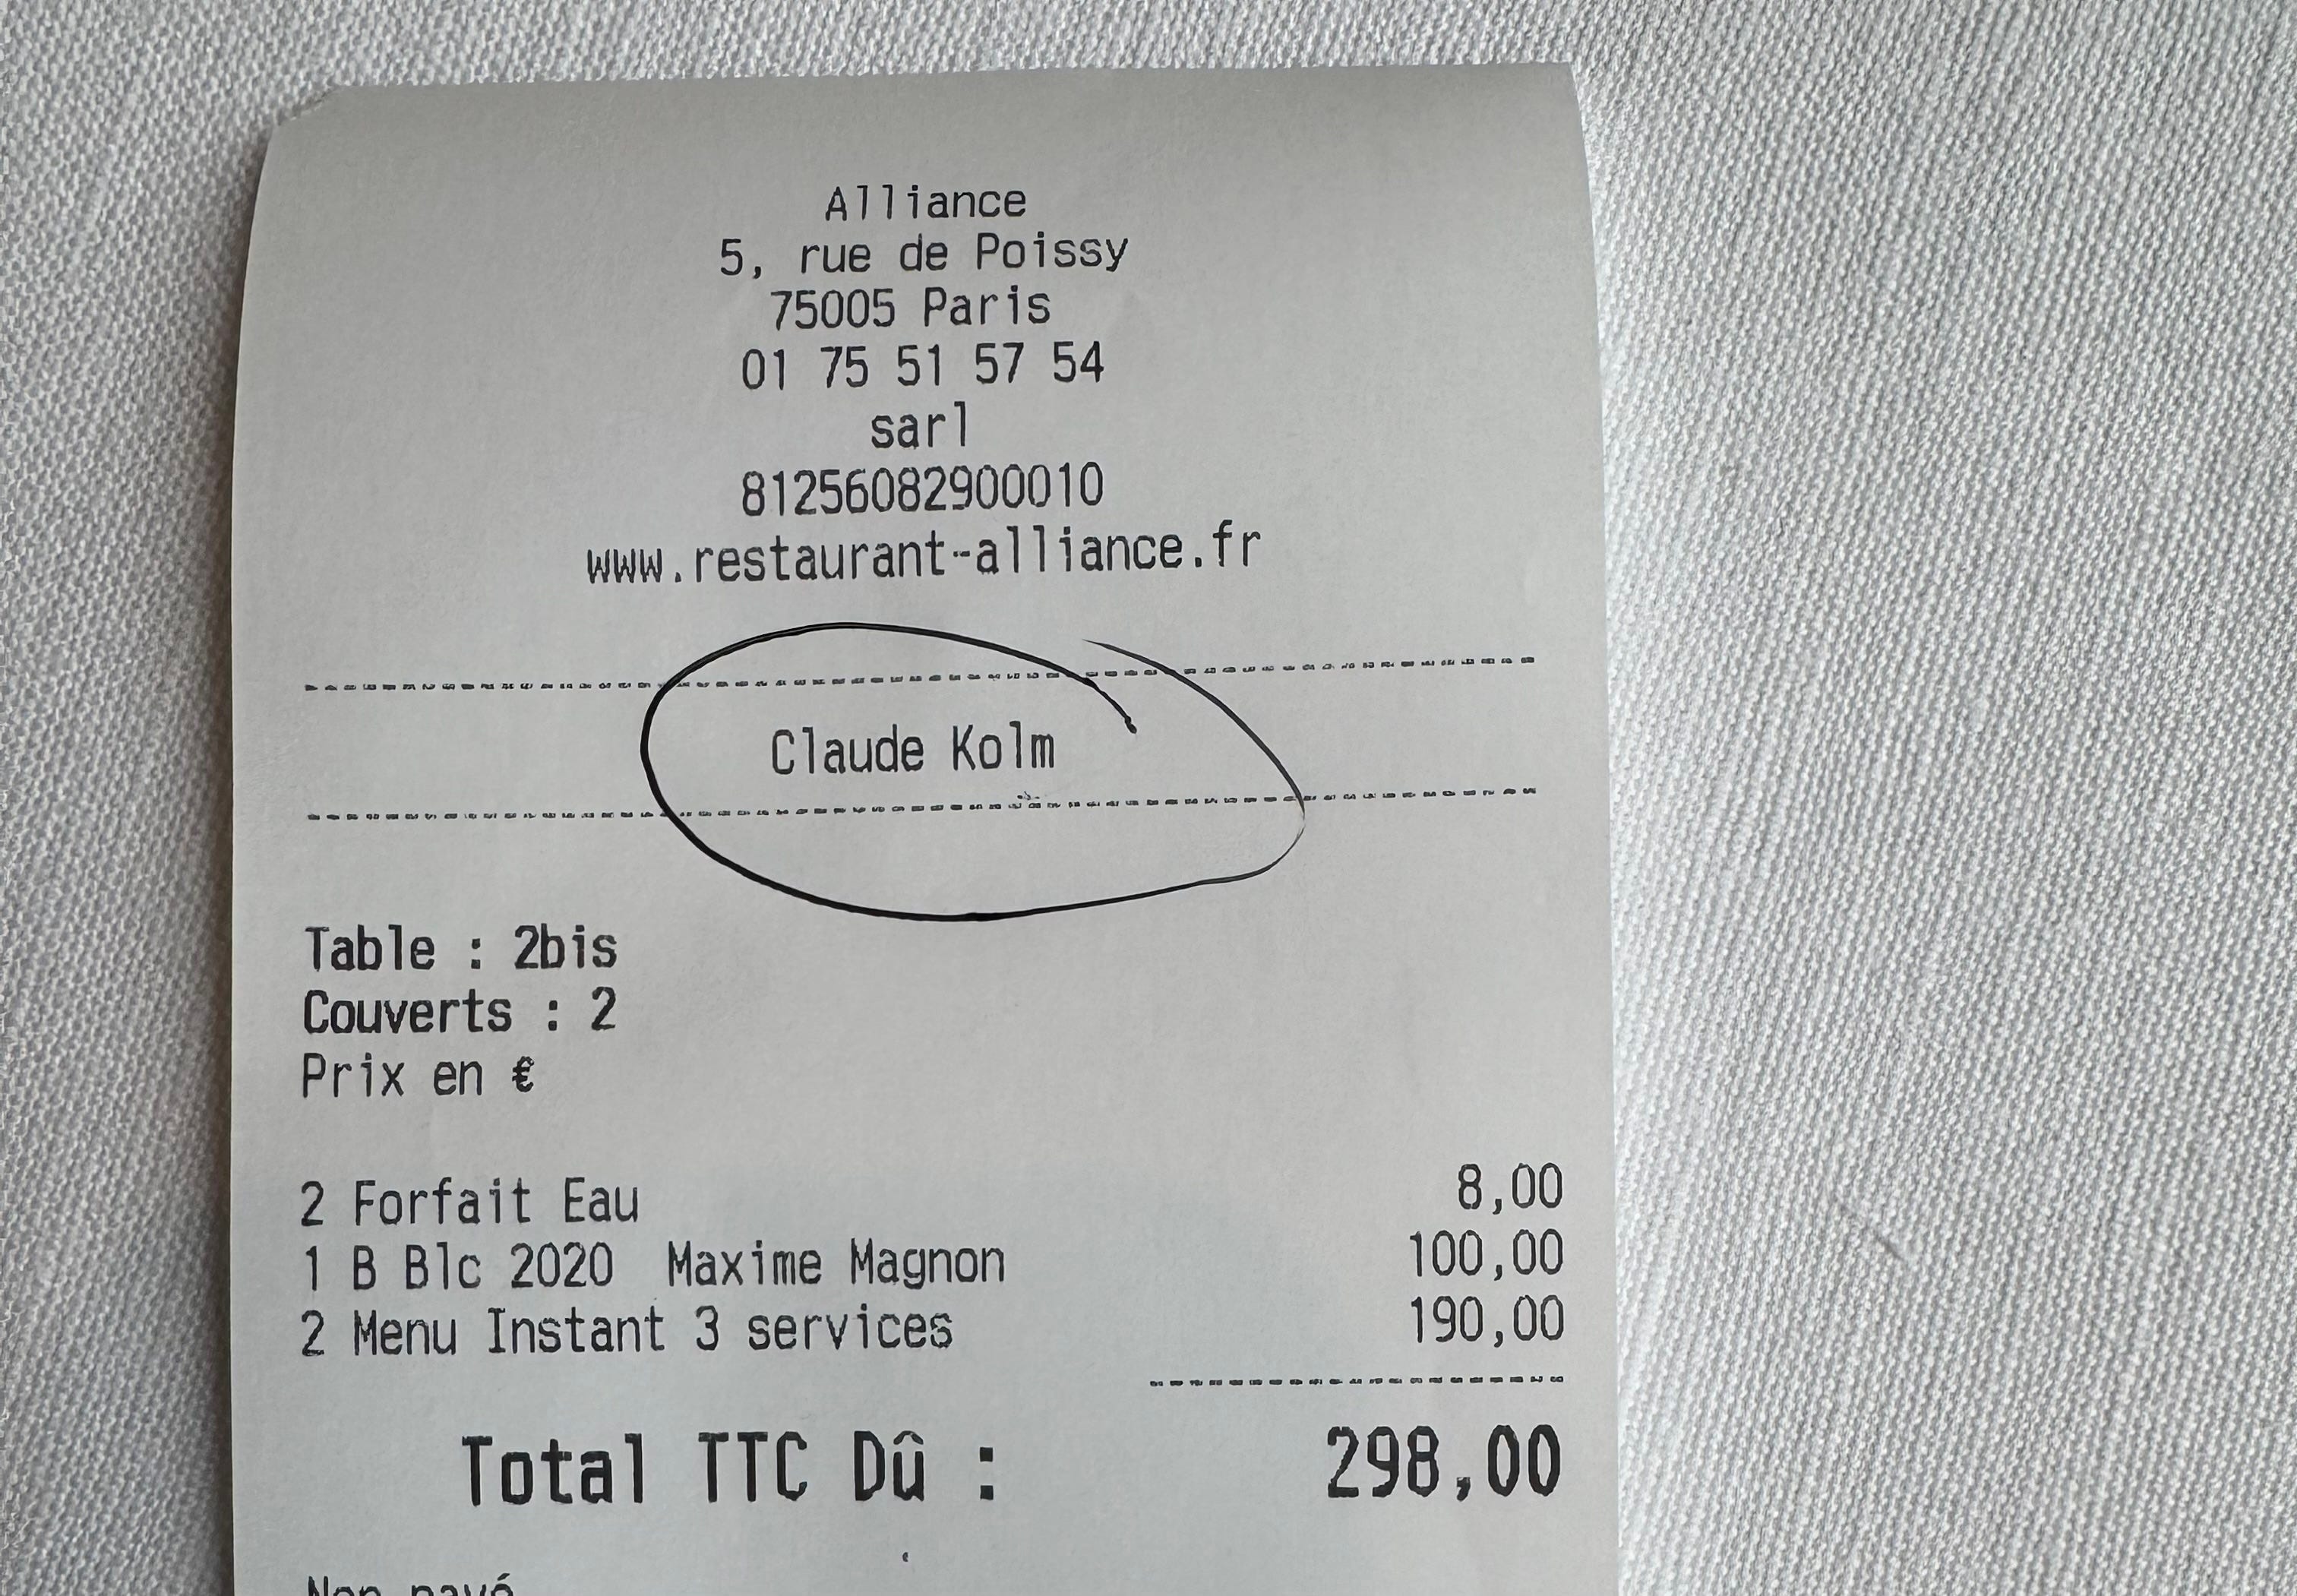 Alliance
5, rue de Poissy
75005 Paris
01 75 51 57 54
sarl
81256082900010
www.restaurant-alliance.fr
Claude Kolm
Table : 2bis
Couverts : 2
Prix en €
2 Forfait Eau 8,00
1 B Blc 2020 Maxime Magnon 100,00
2 Menu Instant 3 services 190,00
Total TTC Dû : 298,00
Non payé